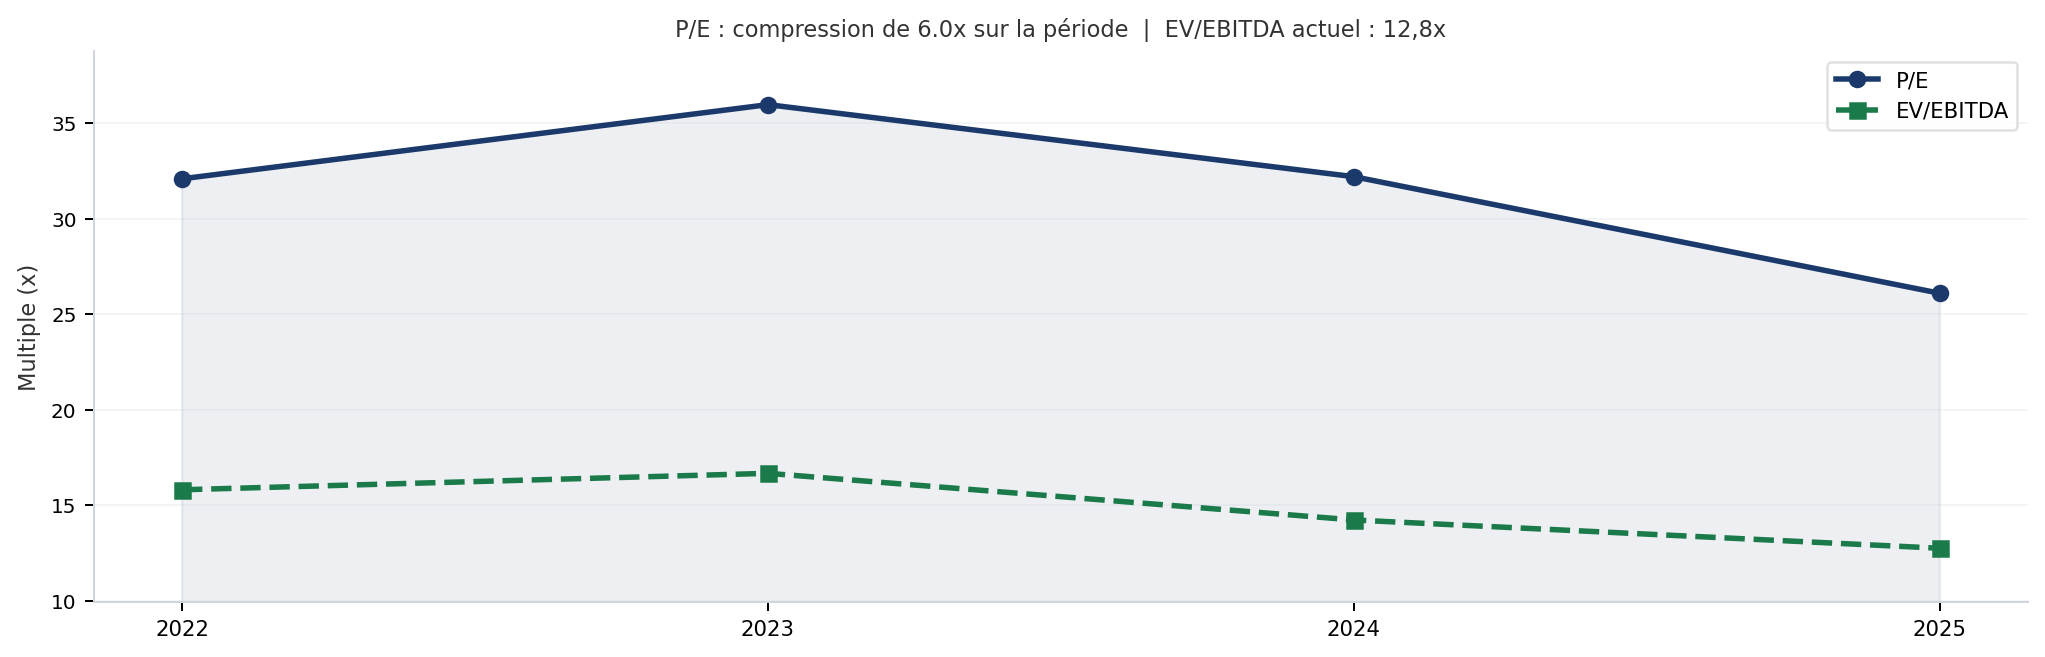 P/E : compression de 6.0x sur la période | EV/EBITDA actuel : 12,8x
P/E
EV/EBITDA
Multiple (x)
35
30
25
20
15
10
2022 2023 2024 2025